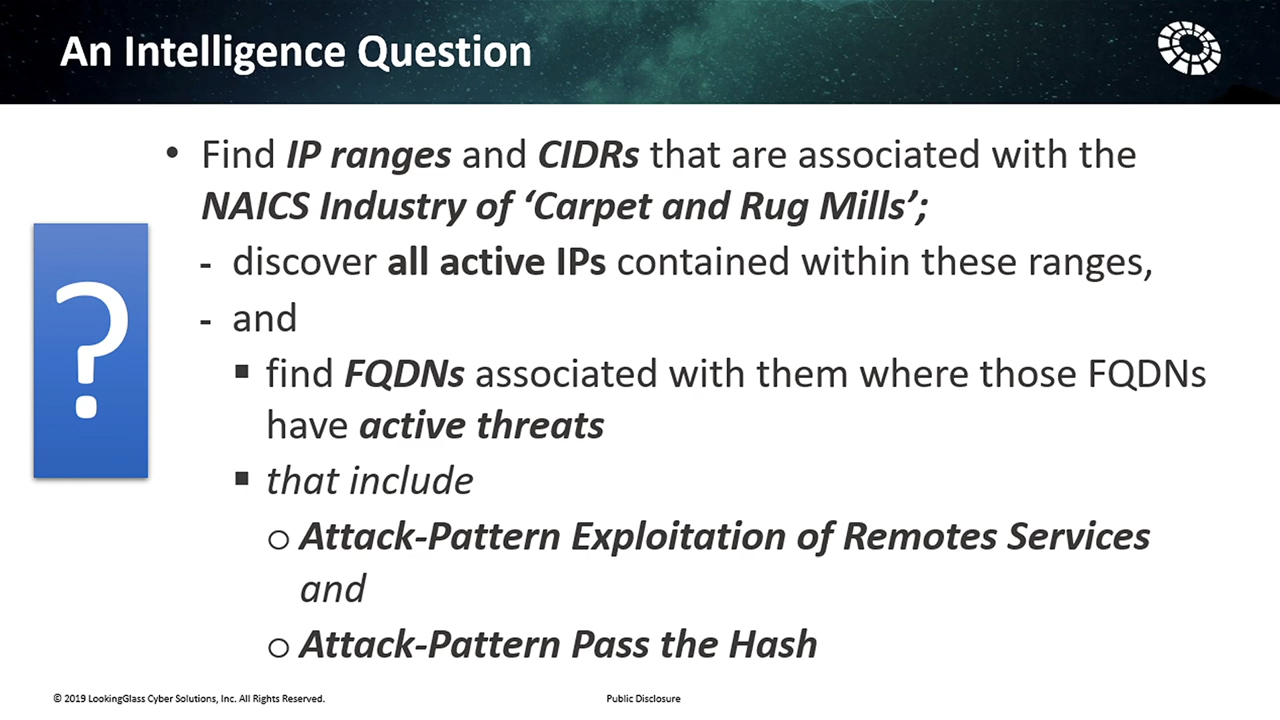 An Intelligence Question
• Find IP ranges and CIDRs that are associated with the
NAICS Industry of ‘Carpet and Rug Mills’;
- discover all active IPs contained within these ranges,
- and
▪ find FQDNs associated with them where those FQDNs
have active threats
▪ that include
o Attack-Pattern Exploitation of Remotes Services
and
o Attack-Pattern Pass the Hash
?
© 2019 LookingGlass Cyber Solutions, Inc. All Rights Reserved.
Public Disclosure